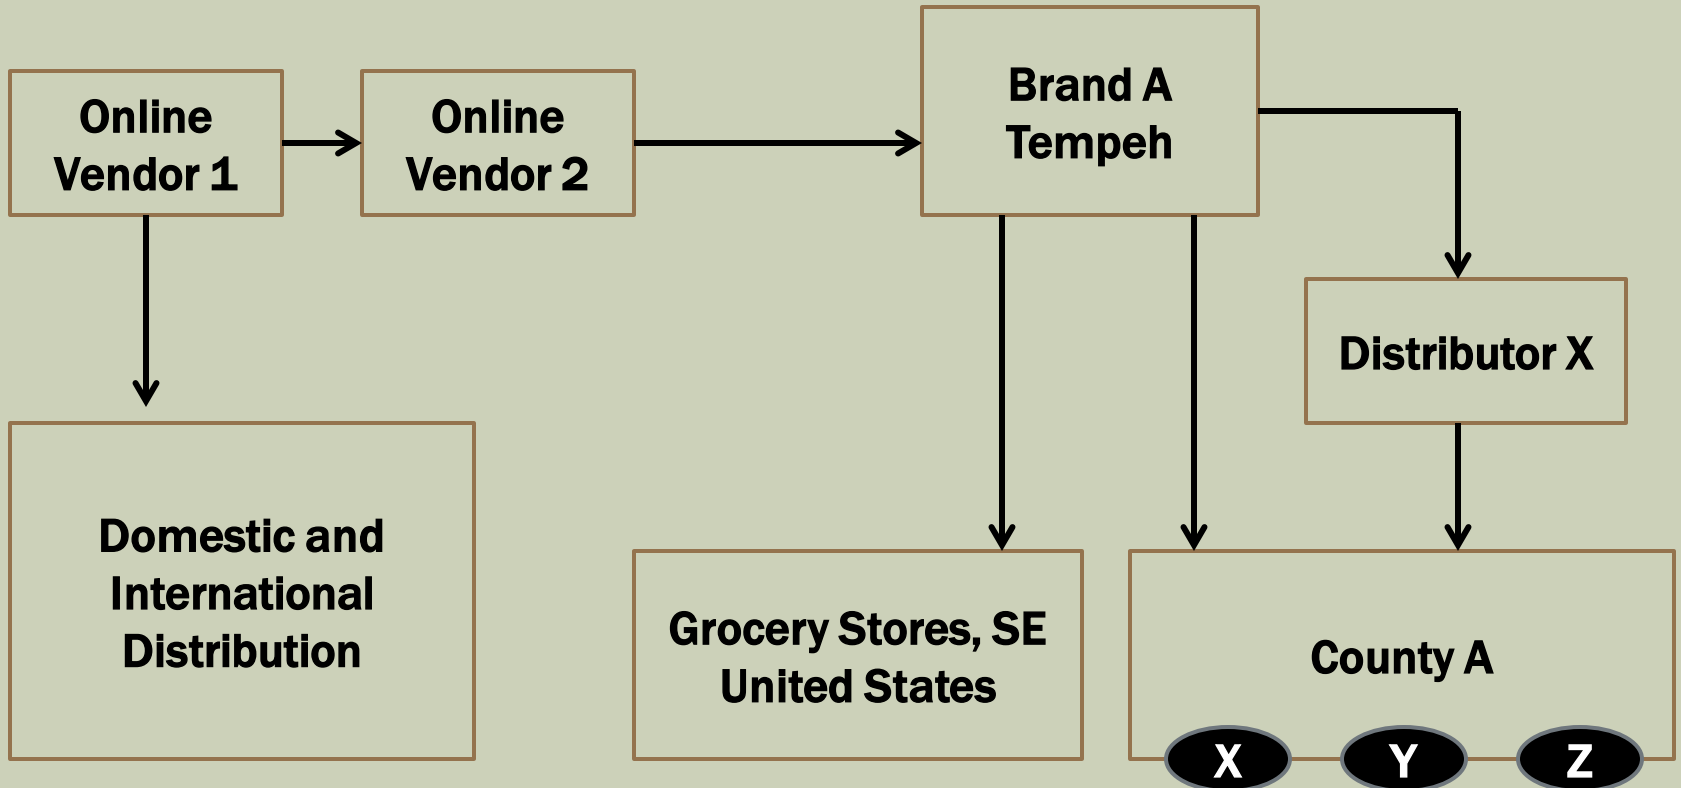 Online
Vendor 1
Online
Vendor 2
Brand A
Tempeh
Distributor X
Domestic and
International
Distribution
Grocery Stores, SE
United States
County A
X
Y
Z